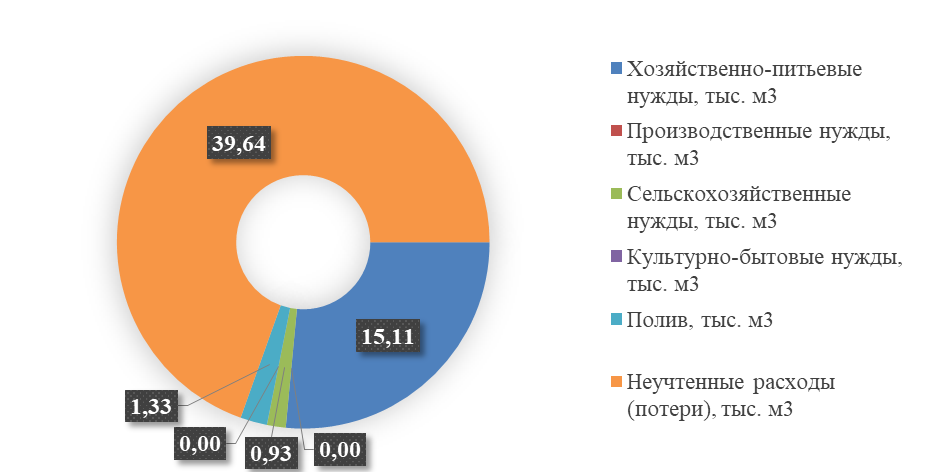 39,64
15,11
1,33
0,00
0,93
0,00
Хозяйственно-питьевые
нужды, тыс. м3
Производственные нужды,
тыс. м3
Сельскохозяйственные
нужды, тыс. м3
Культурно-бытовые нужды,
тыс. м3
Полив, тыс. м3
Неучтенные расходы
(потери), тыс. м3